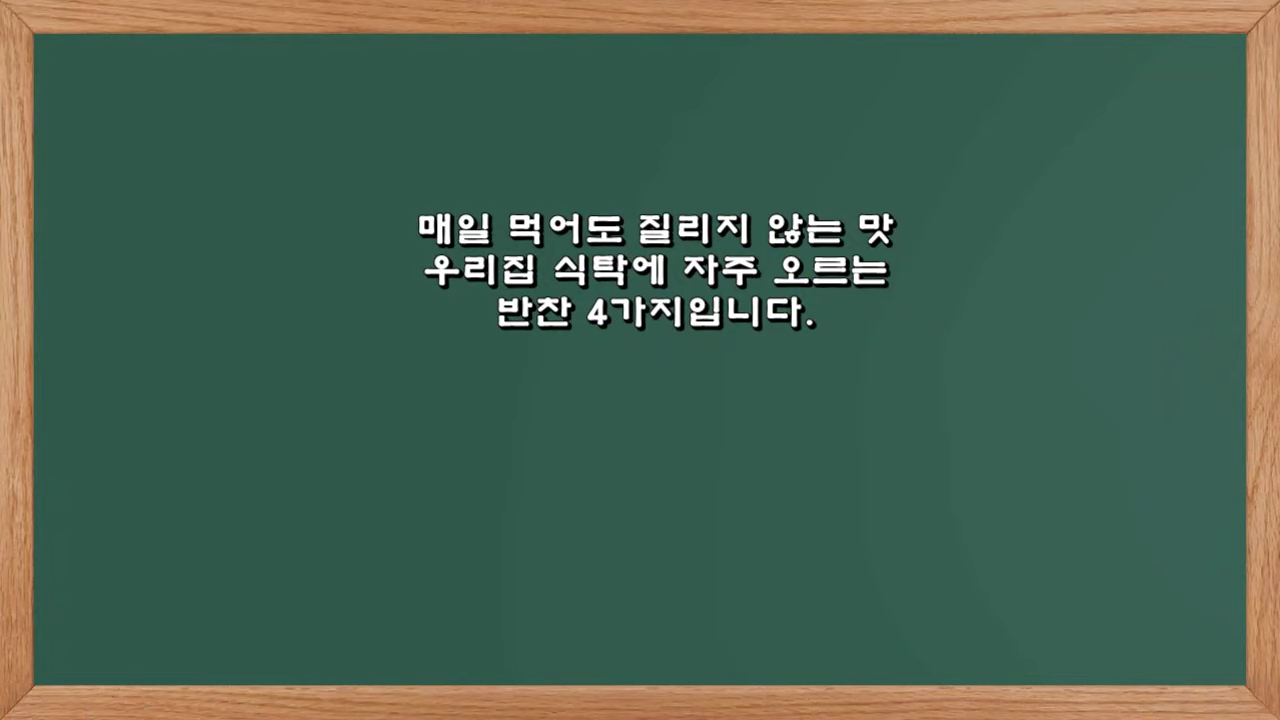 매일 먹어도 질리지 않는 맛
우리집 식탁에 자주 오르는
반찬 4가지입니다.